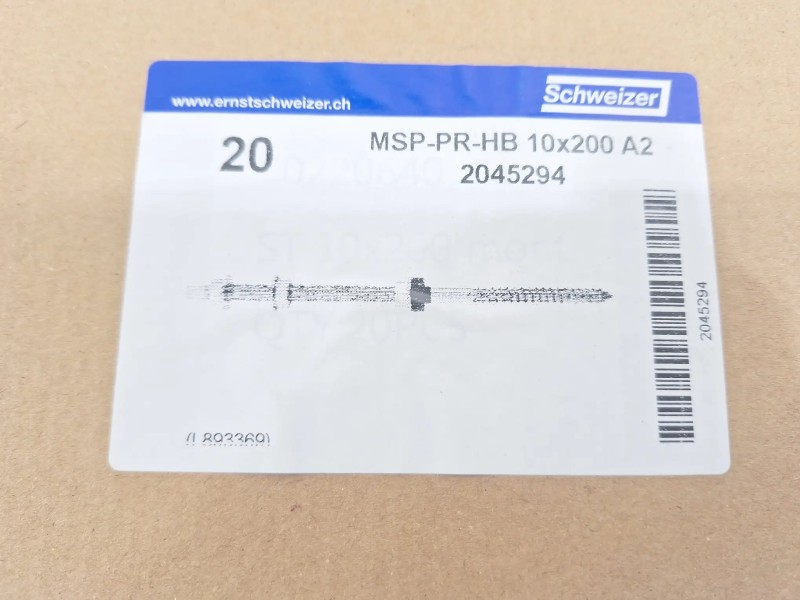 www.ernstschweizer.ch
Schweizer
20
MSP-PR-HB 10x200 A2
2045294
2045294
(L893369)